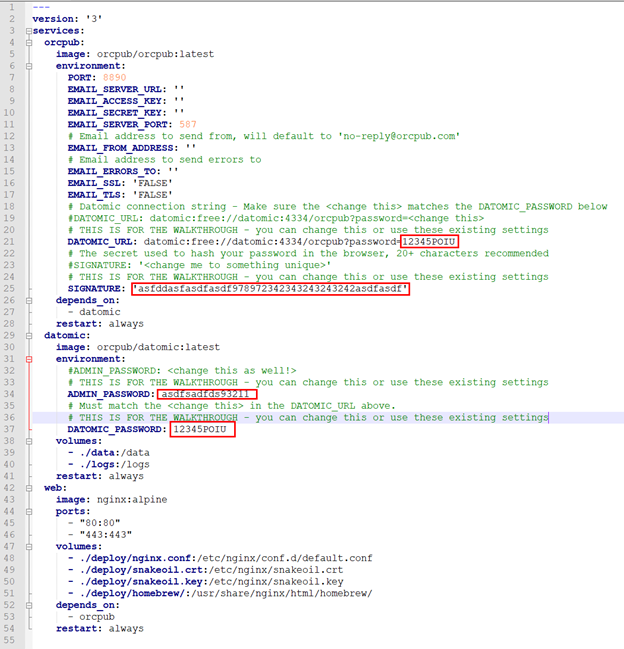 1 ---
2 version: '3'
3 services:
4 orcpub:
5 image: orcpub/orcpub:latest
6 environment:
7 PORT: 8890
8 EMAIL_SERVER_URL: ''
9 EMAIL_ACCESS_KEY: ''
10 EMAIL_SECRET_KEY: ''
11 EMAIL_SERVER_PORT: 587
12 # Email address to send from, will default to 'no-reply@orcpub.com'
13 EMAIL_FROM_ADDRESS: ''
14 # Email address to send errors to
15 EMAIL_ERRORS_TO: ''
16 EMAIL_SSL: 'FALSE'
17 EMAIL_TLS: 'FALSE'
18 # Datomic connection string - Make sure the <change this> matches the DATOMIC_PASSWORD below
19 #DATOMIC_URL: datomic:free://datomic:4334/orcpub?password=<change this>
20 # THIS IS FOR THE WALKTHROUGH - you can change this or use these existing settings
21 DATOMIC_URL: datomic:free://datomic:4334/orcpub?password=12345POIU
22 # The secret used to hash your password in the browser, 20+ characters recommended
23 #SIGNATURE: '<change me to something unique>'
24 # THIS IS FOR THE WALKTHROUGH - you can change this or use these existing settings
25 SIGNATURE: 'asfddasfasdfasdf978972342343243243242asdfasdf'
26 depends_on:
27 - datomic
28 restart: always
29 datomic:
30 image: orcpub/datomic:latest
31 environment:
32 #ADMIN_PASSWORD: <change this as well!>
33 # THIS IS FOR THE WALKTHROUGH - you can change this or use these existing settings
34 ADMIN_PASSWORD: asdfsadfds93211
35 # Must match the <change this> in the DATOMIC_URL above.
36 # THIS IS FOR THE WALKTHROUGH - you can change this or use these existing settings
37 DATOMIC_PASSWORD: 12345POIU
38 volumes:
39 - ./data:/data
40 - ./logs:/logs
41 restart: always
42 web:
43 image: nginx:alpine
44 ports:
45 - "80:80"
46 - "443:443"
47 volumes:
48 - ./deploy/nginx.conf:/etc/nginx/conf.d/default.conf
49 - ./deploy/snakeoil.crt:/etc/nginx/snakeoil.crt
50 - ./deploy/snakeoil.key:/etc/nginx/snakeoil.key
51 - ./deploy/homebrew/:/usr/share/nginx/html/homebrew/
52 depends_on:
53 - orcpub
54 restart: always
55